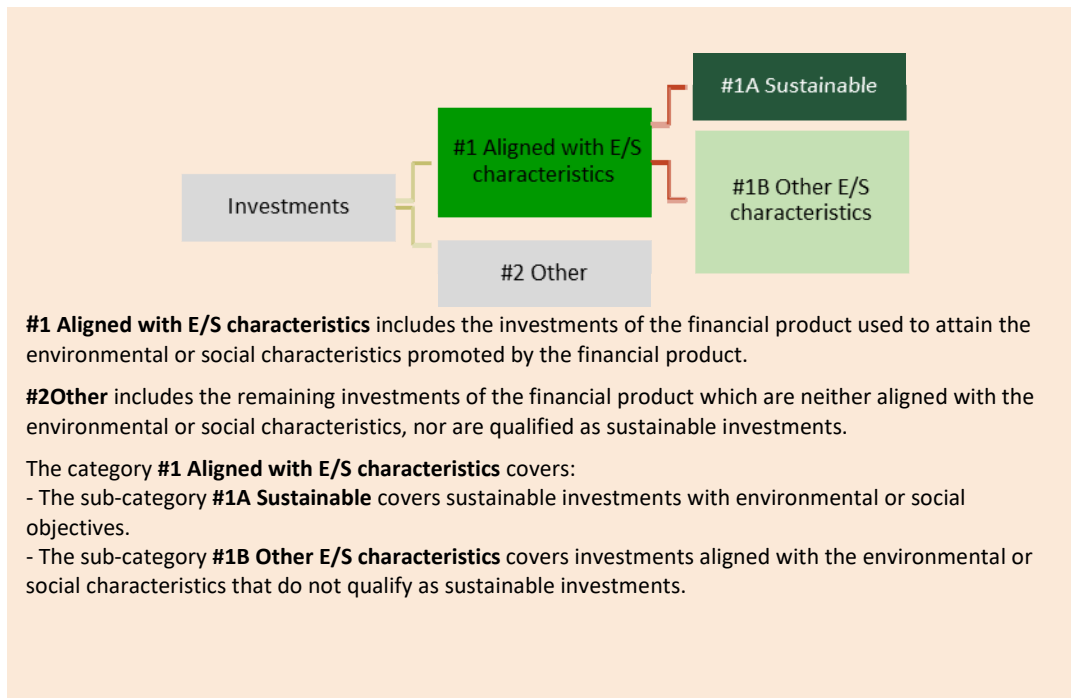 #1A Sustainable
#1 Aligned with E/S
characteristics
#1B Other E/S
characteristics
Investments
#2 Other
#1 Aligned with E/S characteristics includes the investments of the financial product used to attain the
environmental or social characteristics promoted by the financial product.
#2Other includes the remaining investments of the financial product which are neither aligned with the
environmental or social characteristics, nor are qualified as sustainable investments.
The category #1 Aligned with E/S characteristics covers:
- The sub-category #1A Sustainable covers sustainable investments with environmental or social
objectives.
- The sub-category #1B Other E/S characteristics covers investments aligned with the environmental or
social characteristics that do not qualify as sustainable investments.